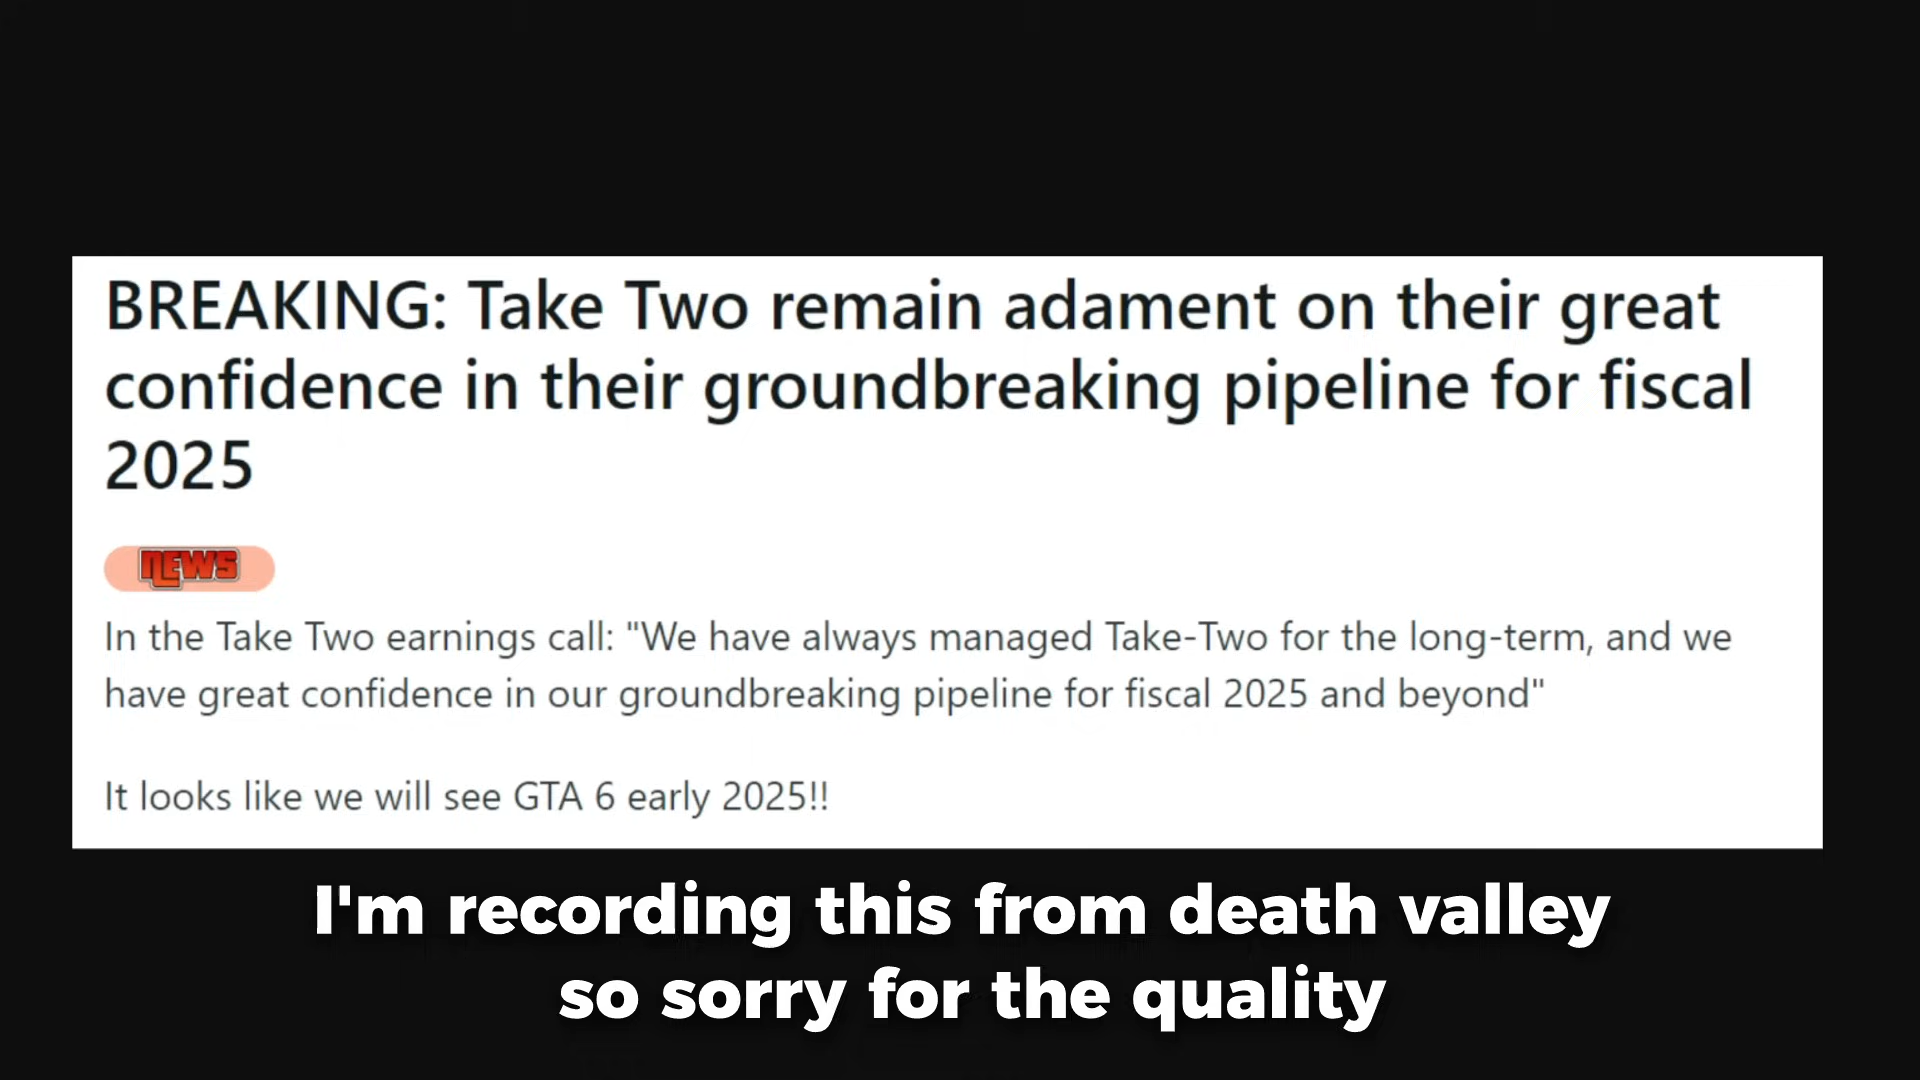 BREAKING: Take Two remain adament on their great
confidence in their groundbreaking pipeline for fiscal
2025
NEWS
In the Take Two earnings call: "We have always managed Take-Two for the long-term, and we
have great confidence in our groundbreaking pipeline for fiscal 2025 and beyond"
It looks like we will see GTA 6 early 2025!!
I'm recording this from death valley
so sorry for the quality